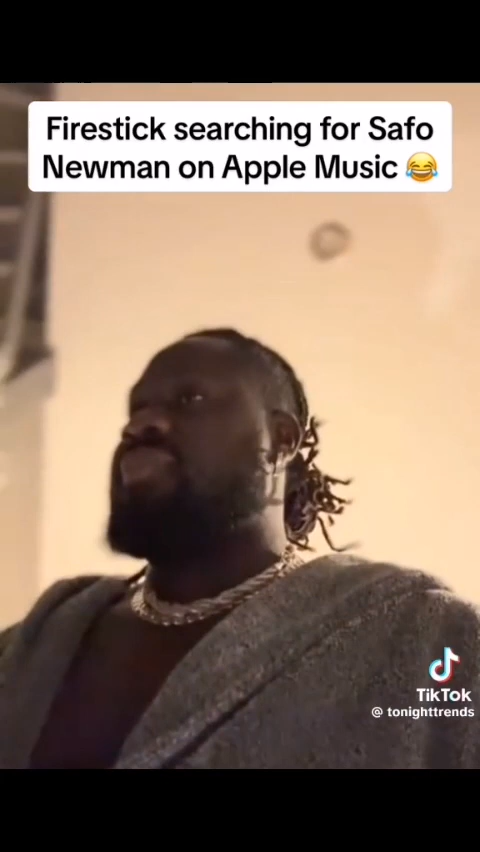 Firestick searching for Safo
Newman on Apple Music 😂
TikTok
@ tonighttrends